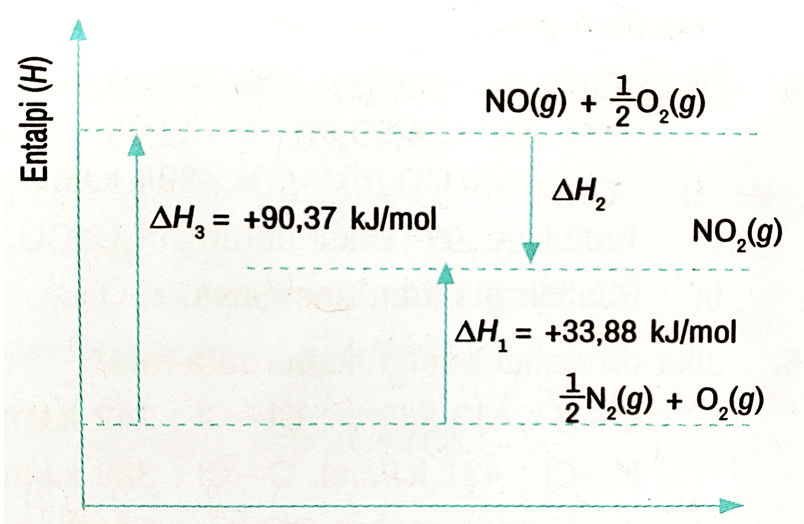 Entalpi (H)
NO(g) + 1/2O₂(g)
ΔH₃ = +90,37 kJ/mol
ΔH₂
NO₂(g)
ΔH₁ = +33,88 kJ/mol
1/2N₂(g) + O₂(g)